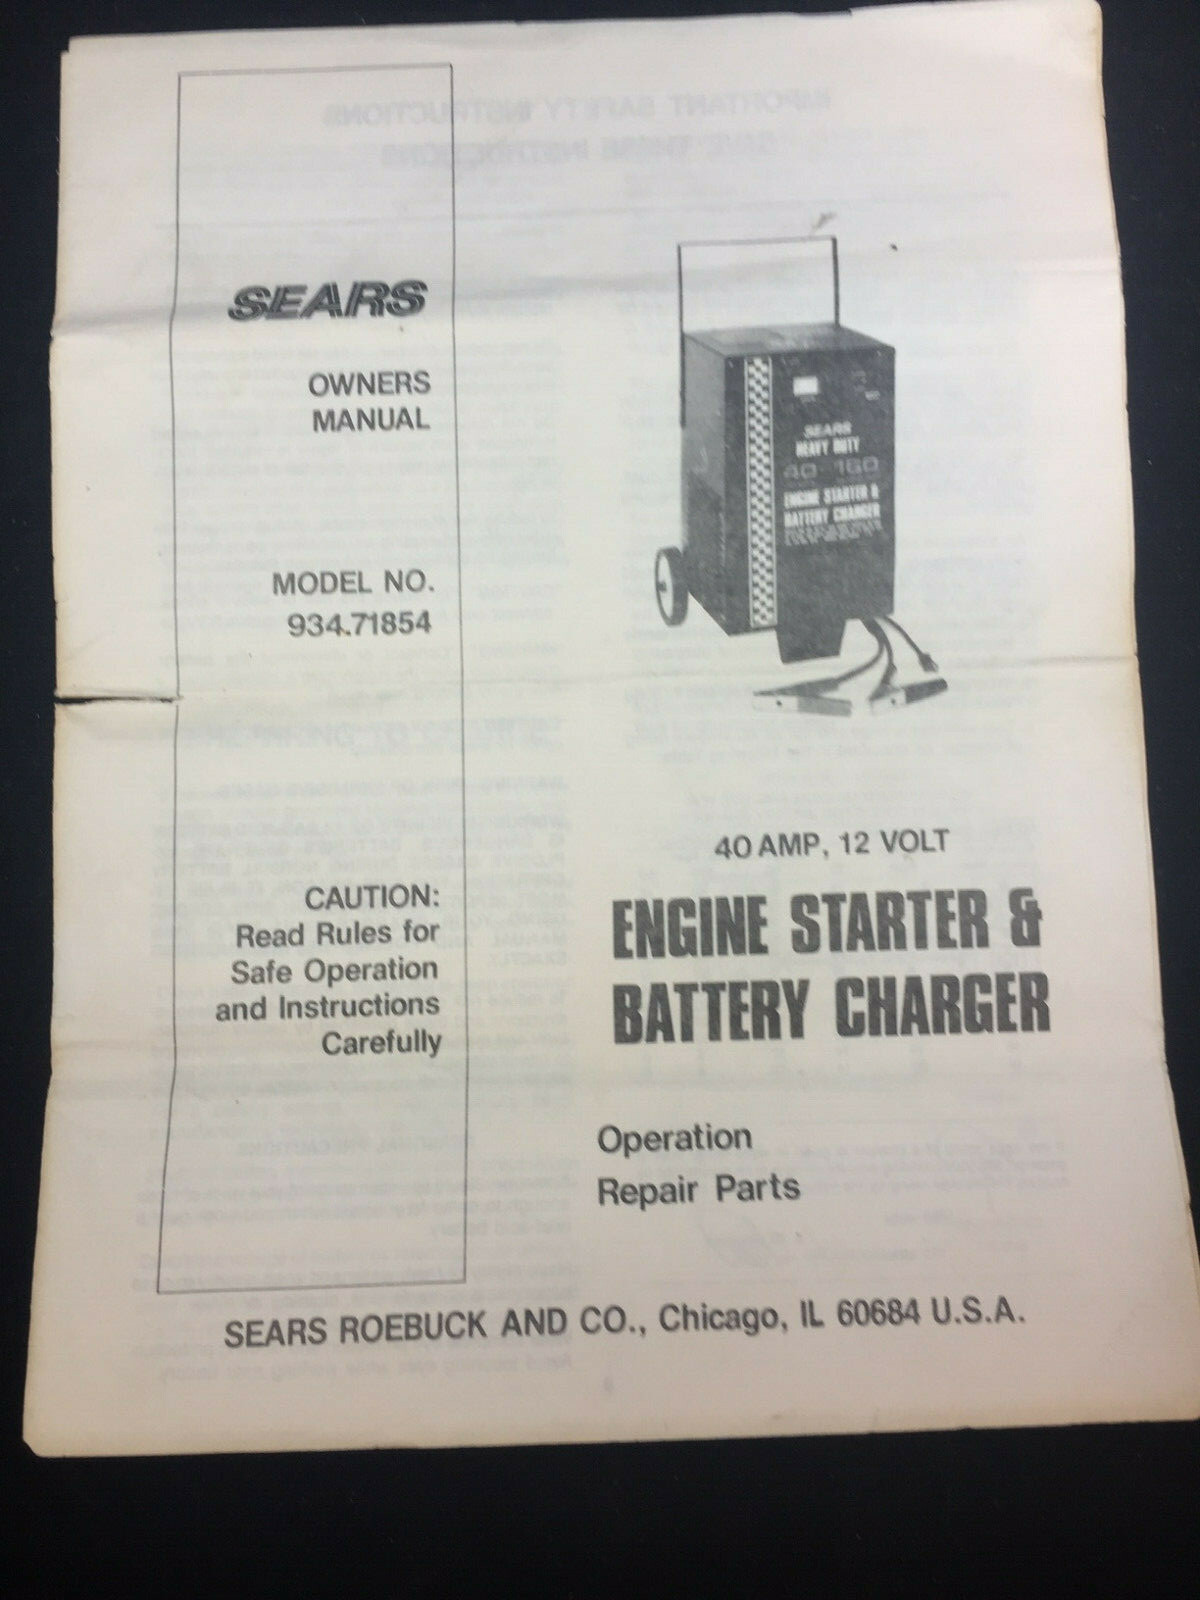 SEARS
OWNERS
MANUAL
MODEL NO.
934.71854
CAUTION:
Read Rules for
Safe Operation
and Instructions
Carefully
SEARS
HEAVY DUTY
40 160
ENGINE STARTER &
BATTERY CHARGER
40 AMP, 12 VOLT
ENGINE STARTER &
BATTERY CHARGER
Operation
Repair Parts
SEARS ROEBUCK AND CO., Chicago, IL 60684 U.S.A.